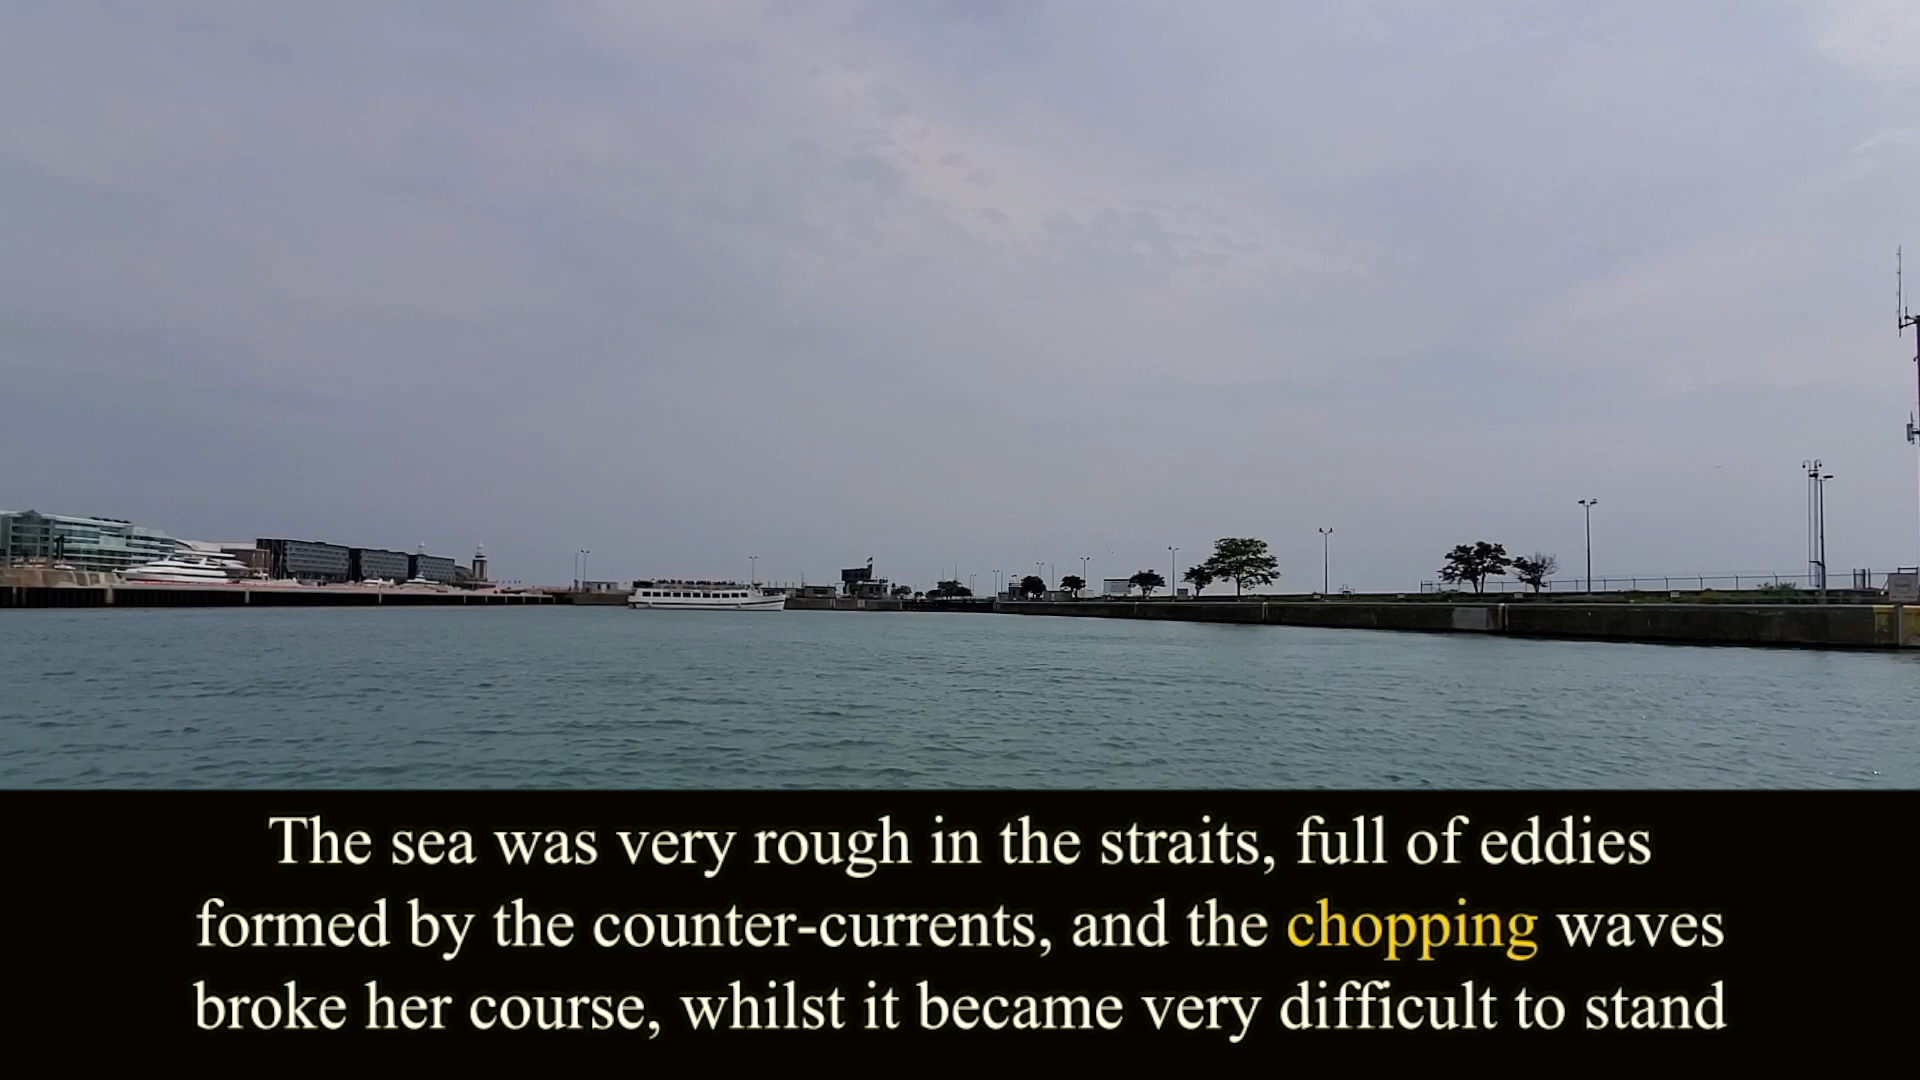 The sea was very rough in the straits, full of eddies
formed by the counter-currents, and the chopping waves
broke her course, whilst it became very difficult to stand